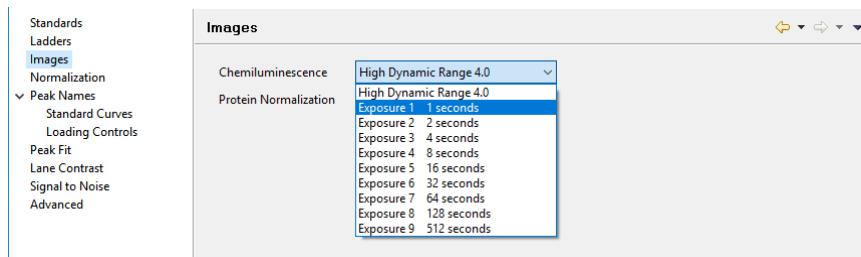 Standards
Ladders
Images
Normalization
Peak Names
Standard Curves
Loading Controls
Peak Fit
Lane Contrast
Signal to Noise
Advanced
Images
Chemiluminescence High Dynamic Range 4.0
Protein Normalization
High Dynamic Range 4.0
Exposure 1 1 seconds
Exposure 2 2 seconds
Exposure 3 4 seconds
Exposure 4 8 seconds
Exposure 5 16 seconds
Exposure 6 32 seconds
Exposure 7 64 seconds
Exposure 8 128 seconds
Exposure 9 512 seconds